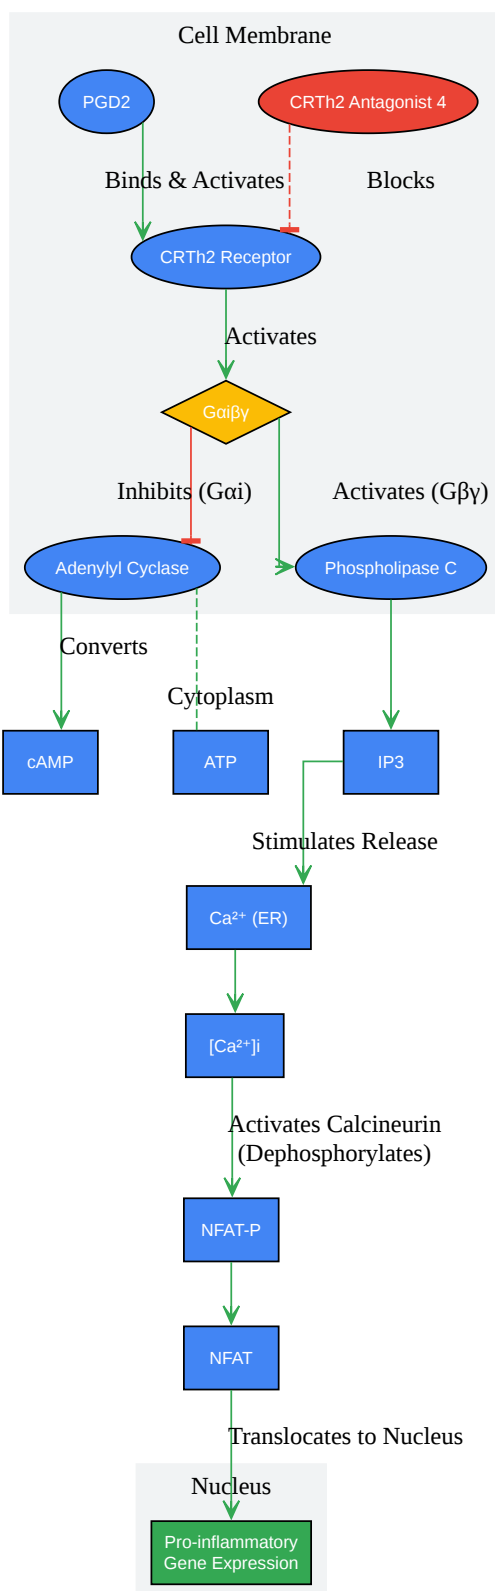 Cell Membrane
PGD2
CRTh2 Antagonist 4
Binds & Activates
Blocks
CRTh2 Receptor
Activates
Gαiβγ
Inhibits (Gαi)
Activates (Gβγ)
Adenylyl Cyclase
Phospholipase C
Converts
Cytoplasm
cAMP
ATP
IP3
Stimulates Release
Ca²⁺ (ER)
[Ca²⁺]i
Activates Calcineurin
(Dephosphorylates)
NFAT-P
NFAT
Translocates to Nucleus
Nucleus
Pro-inflammatory
Gene Expression